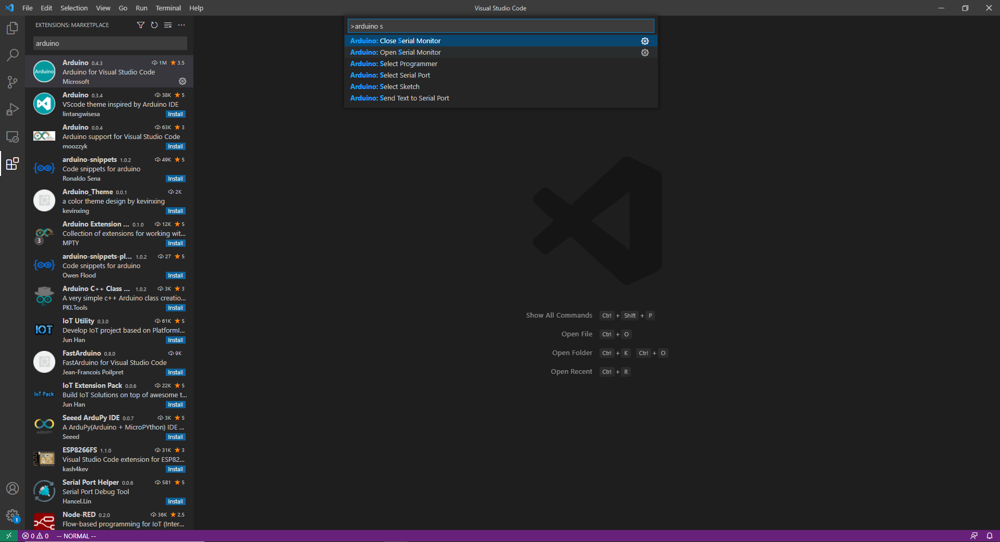 File Edit Selection View Go Run Terminal Help
Visual Studio Code
EXTENSIONS: MARKETPLACE
arduino
Arduino 0.4.3 1M 3.5
Arduino for Visual Studio Code
Microsoft
Arduino 0.3.4 38K 5
VScode theme inspired by Arduino IDE
lintangwisesa Install
Arduino 0.0.4 63K 3
Arduino support for Visual Studio Code
moozzyk Install
arduino-snippets 1.0.2 49K 5
Code snippets for arduino
Ronaldo Sena Install
Arduino_Theme 0.0.1 2K
a color theme design by kevinxing
kevinxing Install
Arduino Extension ... 0.1.0 12K 5
Collection of extensions for working wit...
3
MPTY Install
arduino-snippets-pl... 1.0.2 27 5
Code snippets for arduino
Owen Flood Install
Arduino C++ Class ... 1.0.2 3K 3
A very simple c++ Arduino class creatio...
PKI.Tools Install
IoT Utility 0.3.0 61K 5
IOT
Develop IoT project based on Platformi...
Jun Han Install
FastArduino 0.8.0 9K
FastArduino for Visual Studio Code
Jean-Francois Poilpret Install
IoT Extension Pack 0.0.6 22K 5
IoT Pack
Build IoT Solutions on top of awesome t...
Jun Han Install
Seeed ArduPy IDE 0.0.7 3K 5
A ArduPy(Arduino + MicroPYthon) IDE ...
Seeed Install
ESP8266FS 1.1.0 31K 3
Visual Studio Code extension for ESP82...
kash4kev Install
Serial Port Helper 0.0.6 581 5
Serial Port Debug Tool
Hancel.Lin Install
Node-RED 0.2.0 36K 2.5
Flow-based programming for IoT (Inter...
>arduino s
Arduino: Close Serial Monitor
Arduino: Open Serial Monitor
Arduino: Select Programmer
Arduino: Select Serial Port
Arduino: Select Sketch
Arduino: Send Text to Serial Port
Show All Commands Ctrl + Shift + P
Open File Ctrl + O
Open Folder Ctrl + K Ctrl + O
Open Recent Ctrl + R
1
0 0 -- NORMAL --